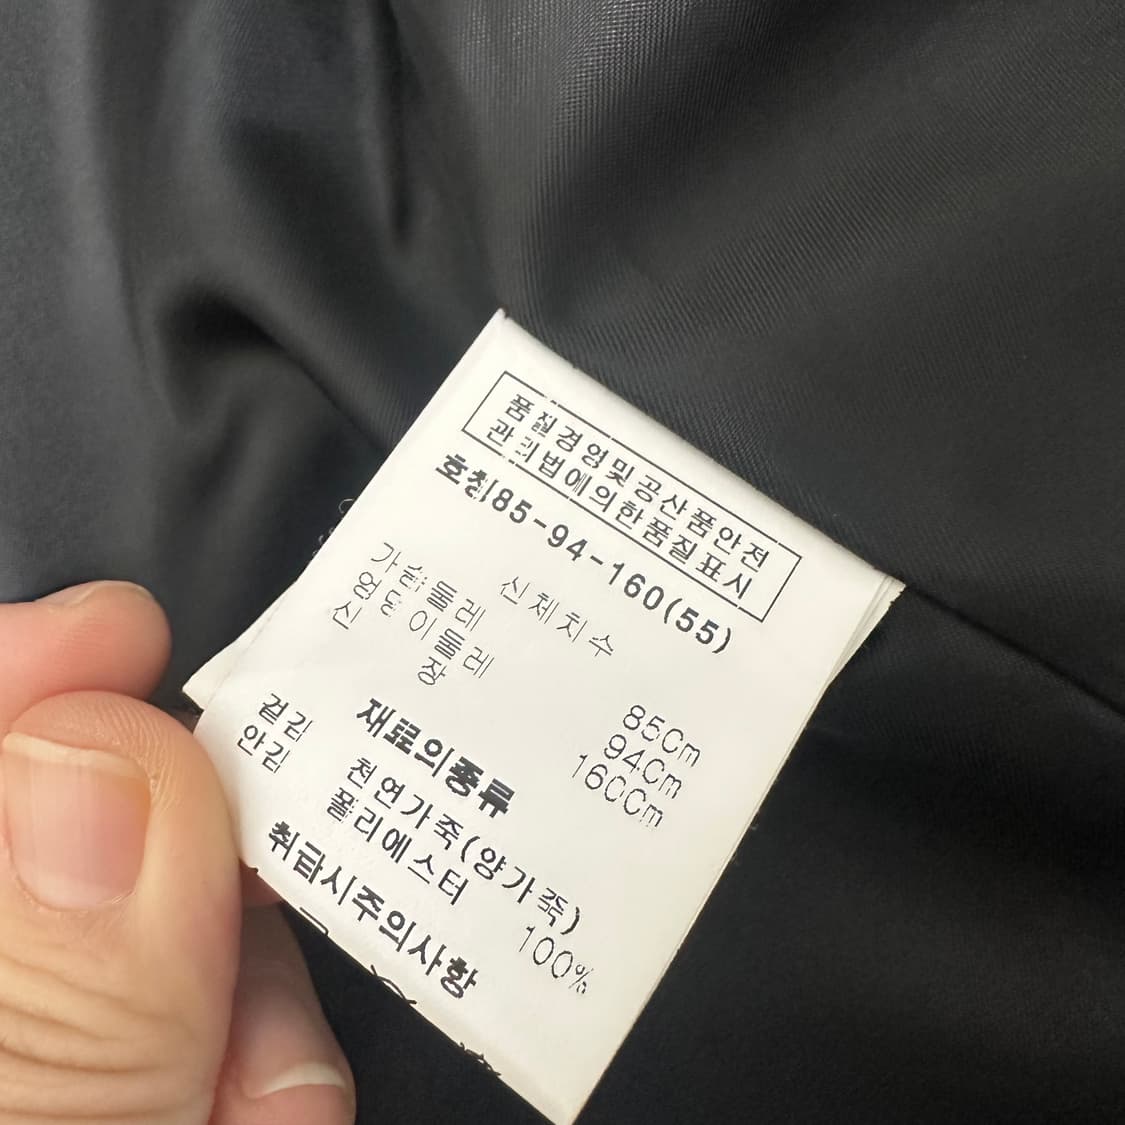 품질경영및공산품안전
관리법에의한품질표시
호칭85-94-160(55)
신체치수
가슴둘레 85Cm
엉덩이둘레 94Cm
신장 160Cm
재료의종류
겉감 천연가죽(양가죽)
안감 폴리에스터 100%
취급시주의사항